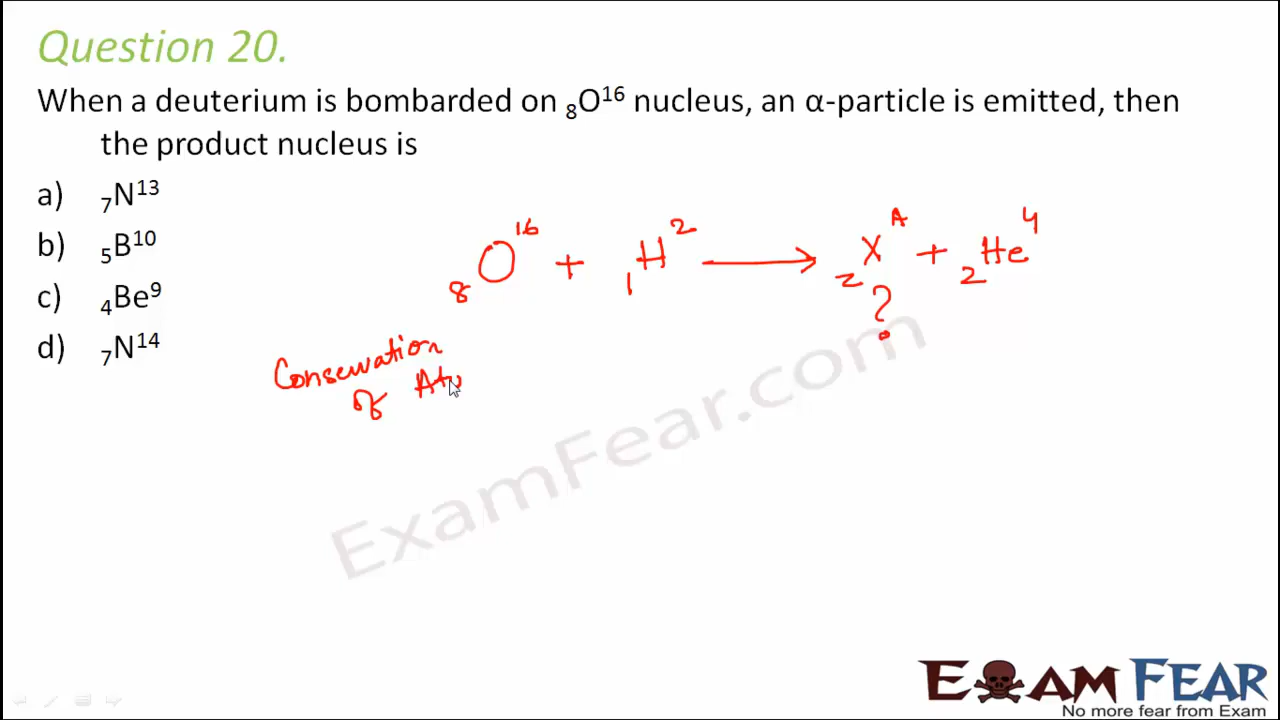 Question 20.
When a deuterium is bombarded on ₈O¹⁶ nucleus, an α-particle is emitted, then
the product nucleus is
a) ₇N¹³
b) ₅B¹⁰
c) ₄Be⁹
d) ₇N¹⁴
₈O¹⁶ + ₁H² ⟶ zXᴬ + ₂He⁴
?
Conservation
of Ato
ExamFear.com
EXAM FEAR
No more fear from Exam